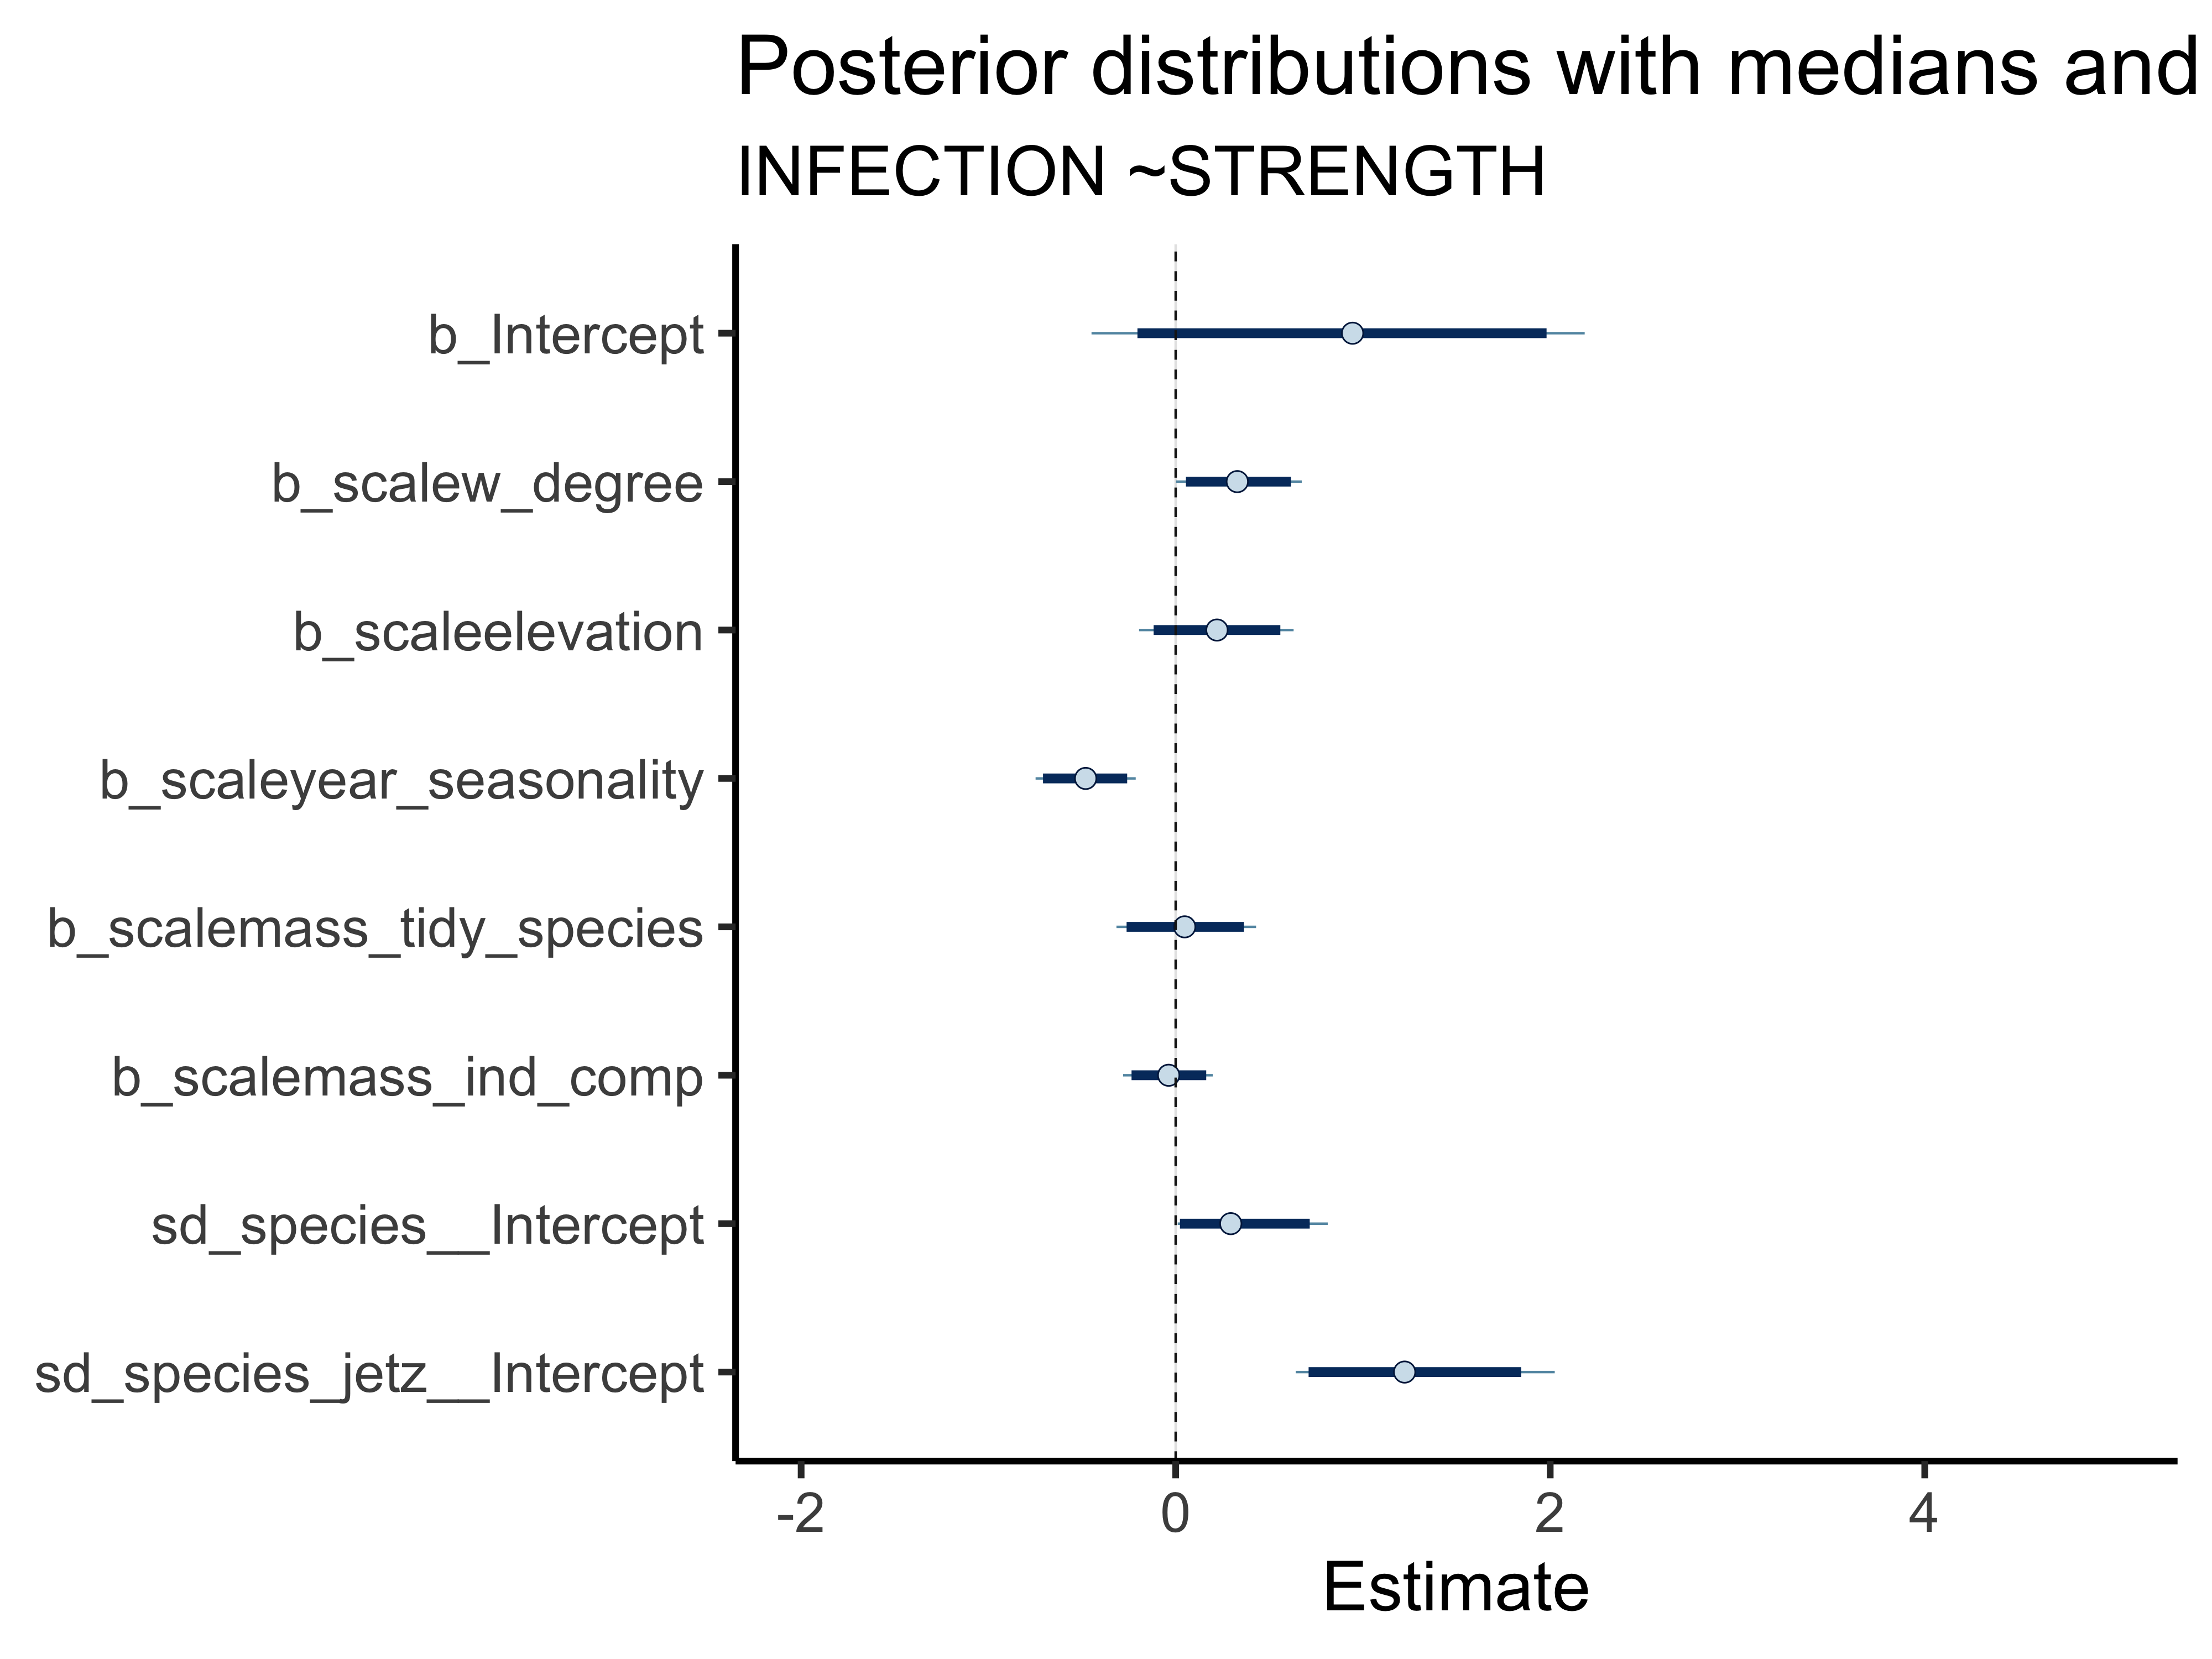 Posterior distributions with medians and
INFECTION ~STRENGTH
b_Intercept
b_scalew_degree
b_scaleelevation
b_scaleyear_seasonality
b_scalemass_tidy_species
b_scalemass_ind_comp
sd_species__Intercept
sd_species_jetz__Intercept
-2 0 2 4
Estimate